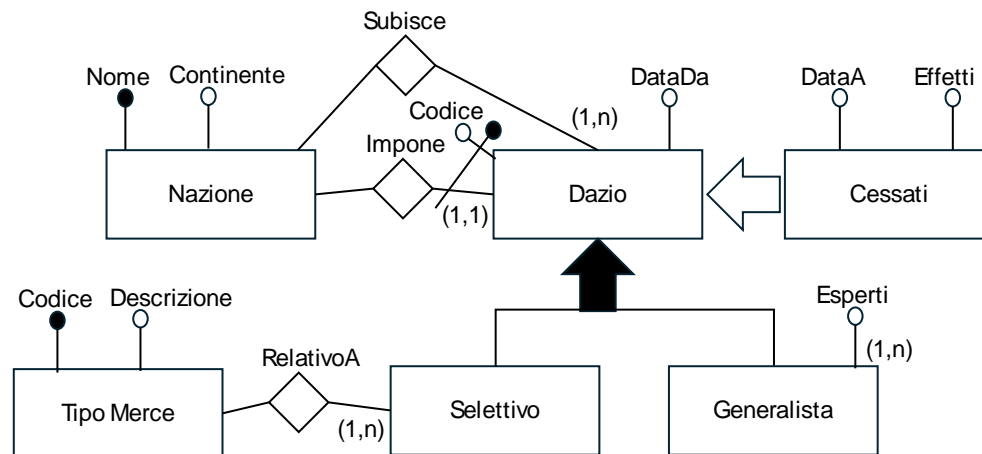 Subisce
Nome
Continente
DataDa
DataA
Effetti
Codice
(1,n)
Impone
Nazione
Dazio
Cessati
(1,1)
Codice
Descrizione
Esperti
RelativoA
(1,n)
Tipo Merce
Selettivo
Generalista
(1,n)